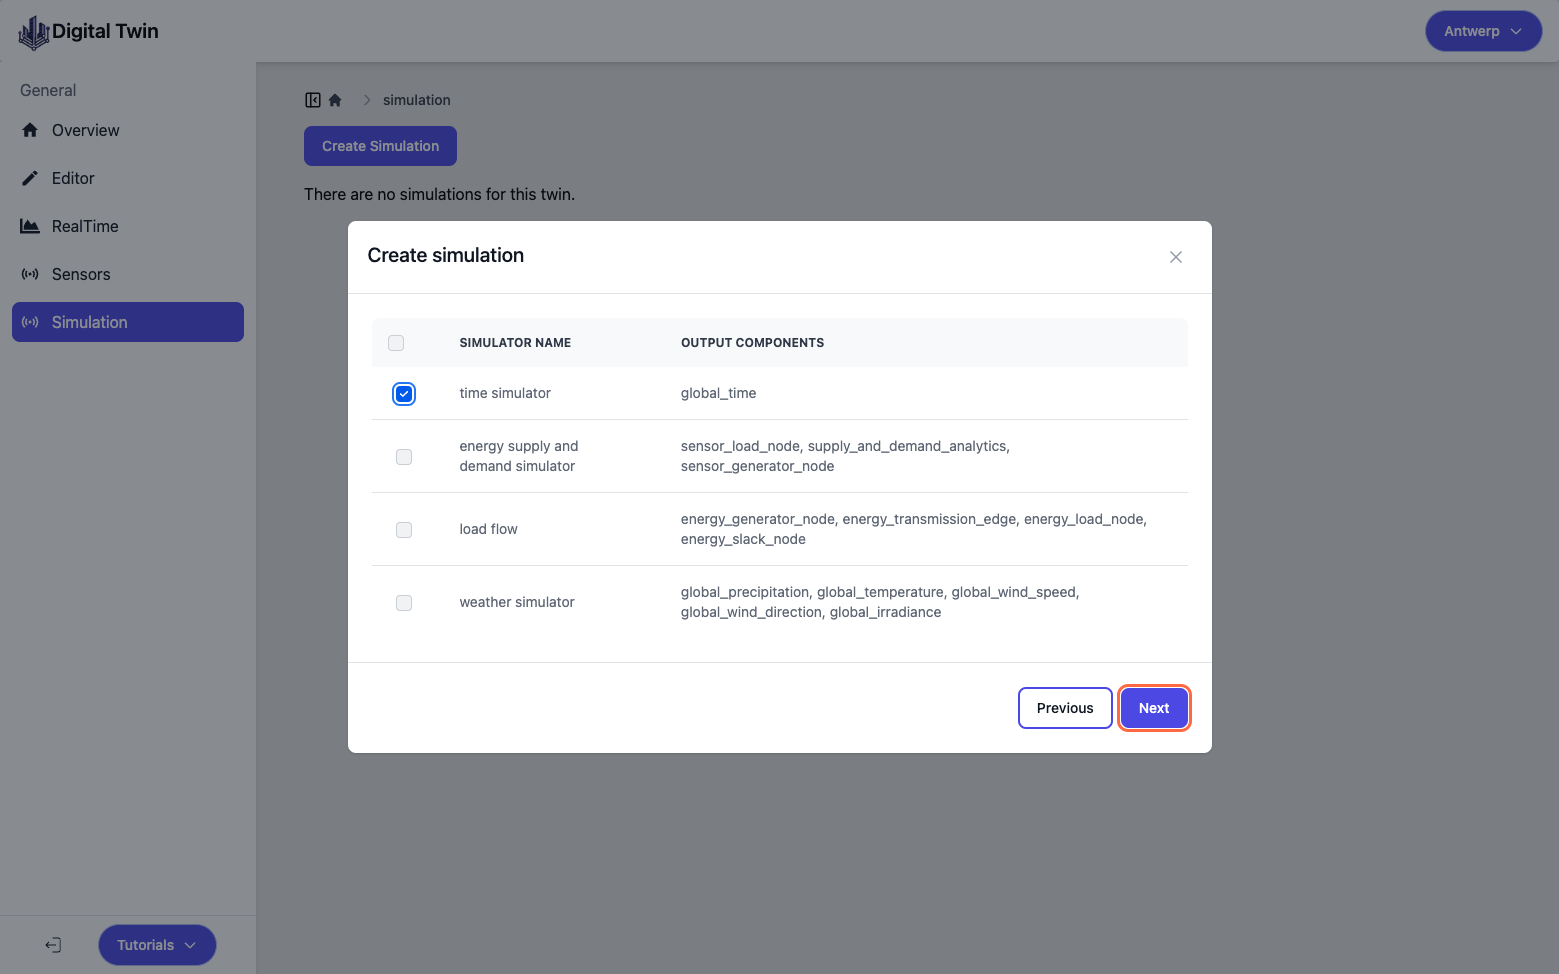 Digital Twin
Antwerp
General
Overview
Editor
RealTime
Sensors
Simulation
simulation
Create Simulation
There are no simulations for this twin.
Create simulation
SIMULATOR NAME OUTPUT COMPONENTS
time simulator global_time
energy supply and demand simulator
sensor_load_node, supply_and_demand_analytics,
sensor_generator_node
load flow
energy_generator_node, energy_transmission_edge, energy_load_node,
energy_slack_node
weather simulator
global_precipitation, global_temperature, global_wind_speed,
global_wind_direction, global_irradiance
Previous
Next
Tutorials